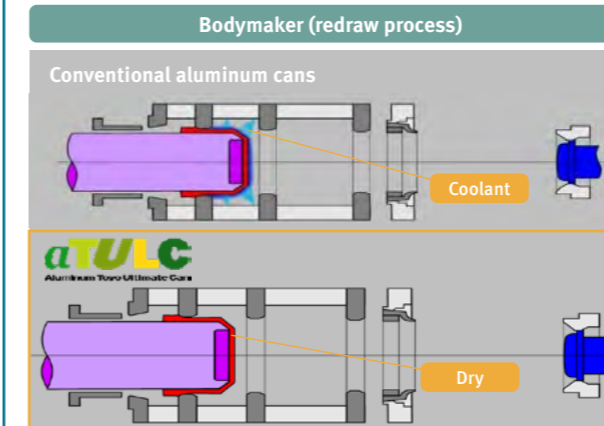 Bodymaker (redraw process)
Conventional aluminum cans
Coolant
aTULC
Aluminum Toyo Ultimate Can
Dry